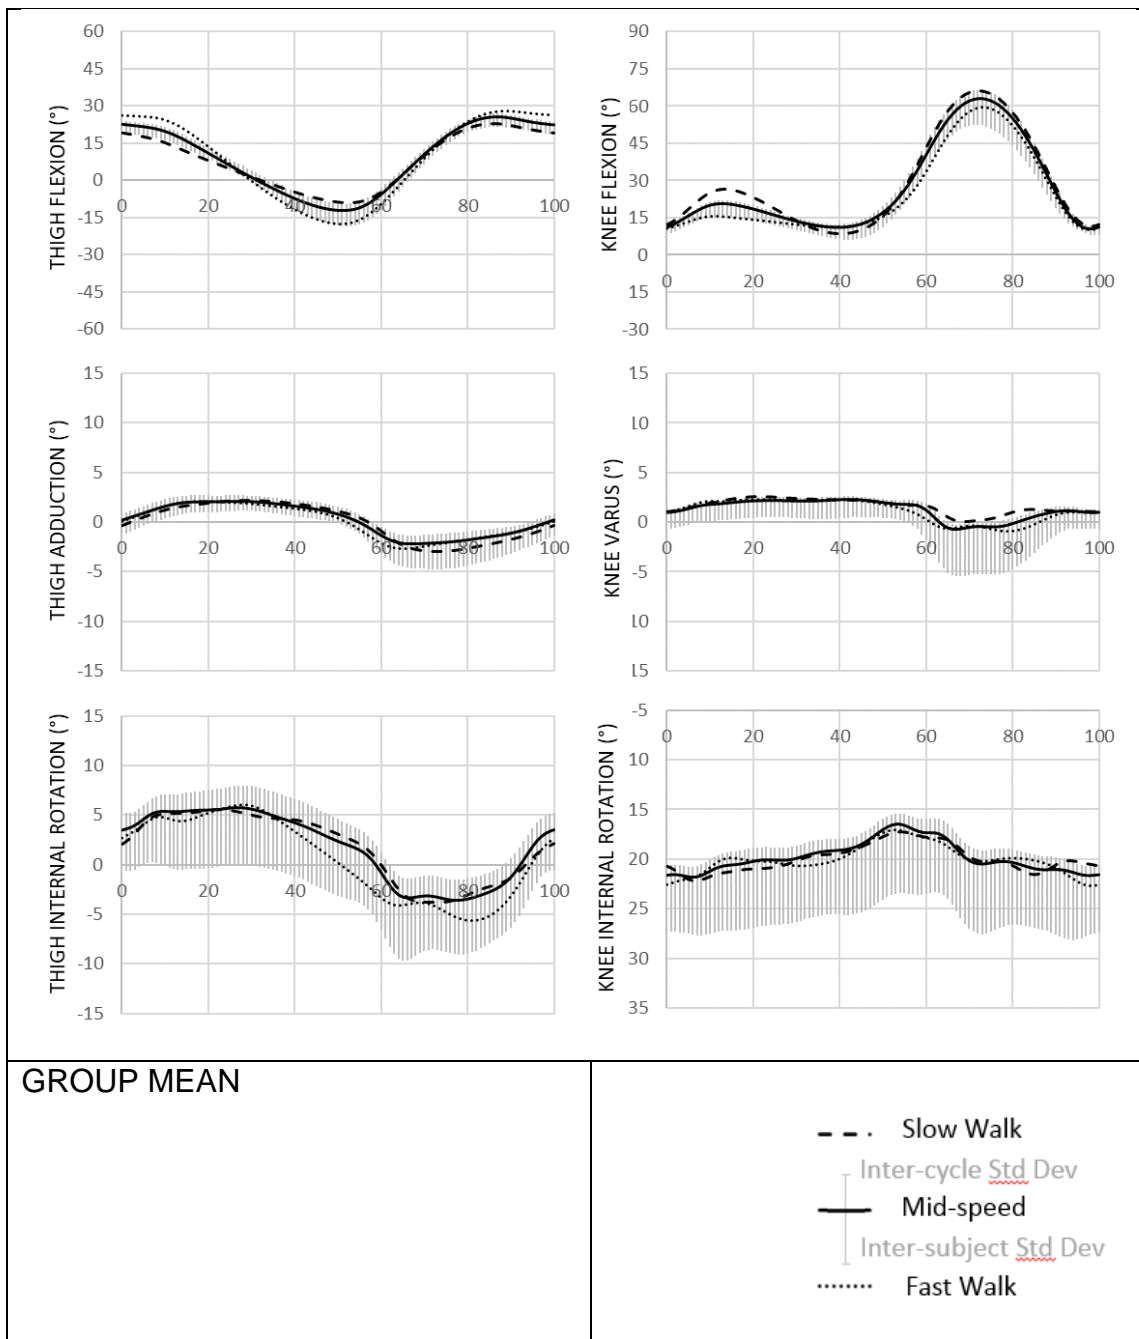 THIGH FLEXION (°)
60
45
30
15
0
-15
-30
-45
-60
0 20 40 60 80 100
KNEE FLEXION (°)
90
75
60
45
30
15
0
15
-30
0 20 40 60 80 100
THIGH ADDUCTION (°)
15
10
5
0
-5
-10
-15
0 20 40 60 80 100
KNEE VARUS (°)
15
10
5
0
-5
10
15
0 20 40 60 80 100
THIGH INTERNAL ROTATION (°)
15
10
5
0
-5
-10
-15
0 20 40 60 80 100
KNEE INTERNAL ROTATION (°)
-5
10
15
20
25
30
35
0 20 40 60 80 100
GROUP MEAN
Slow Walk
Inter-cycle Std Dev
Mid-speed
Inter-subject Std Dev
Fast Walk